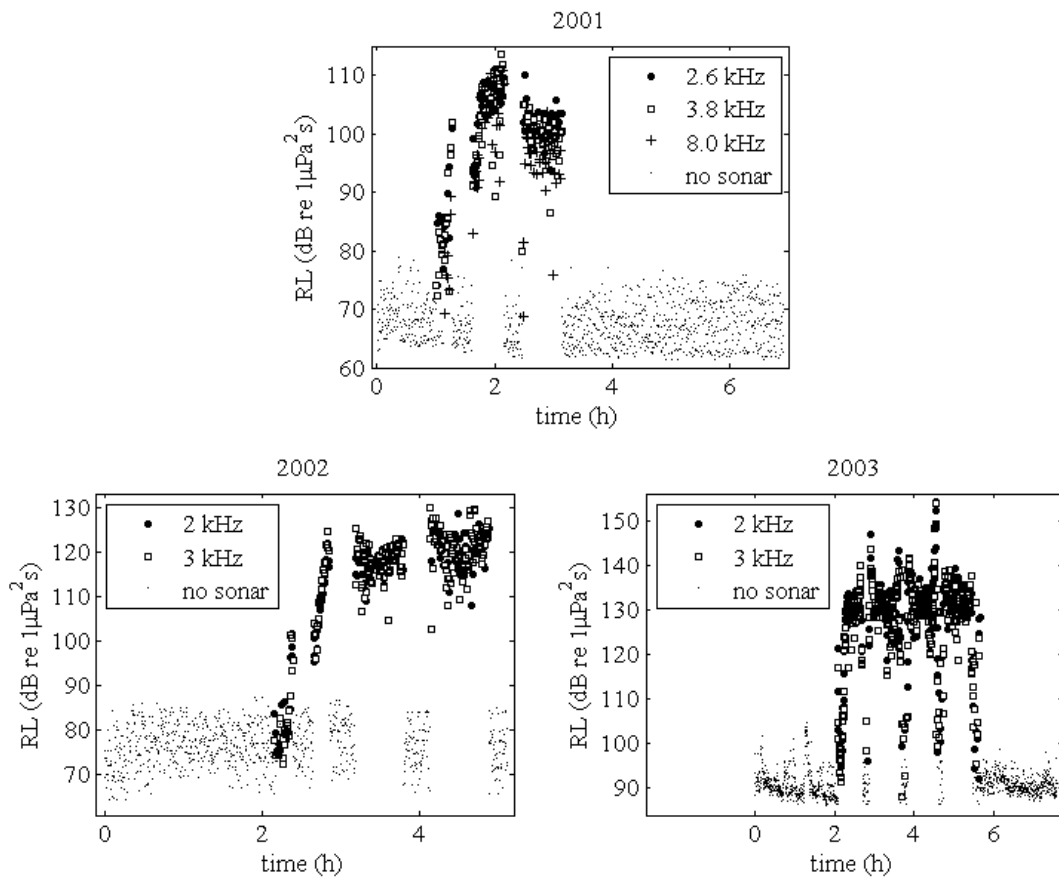 2001
RL (dB re 1µPa²s)
110
100
90
80
70
60
2.6 kHz
3.8 kHz
8.0 kHz
no sonar
0 2 4 6
time (h)
2002
RL (dB re 1µPa²s)
130
120
110
100
90
80
70
2 kHz
3 kHz
no sonar
0 2 4
time (h)
2003
RL (dB re 1µPa²s)
150
140
130
120
110
100
90
2 kHz
3 kHz
no sonar
0 2 4 6
time (h)